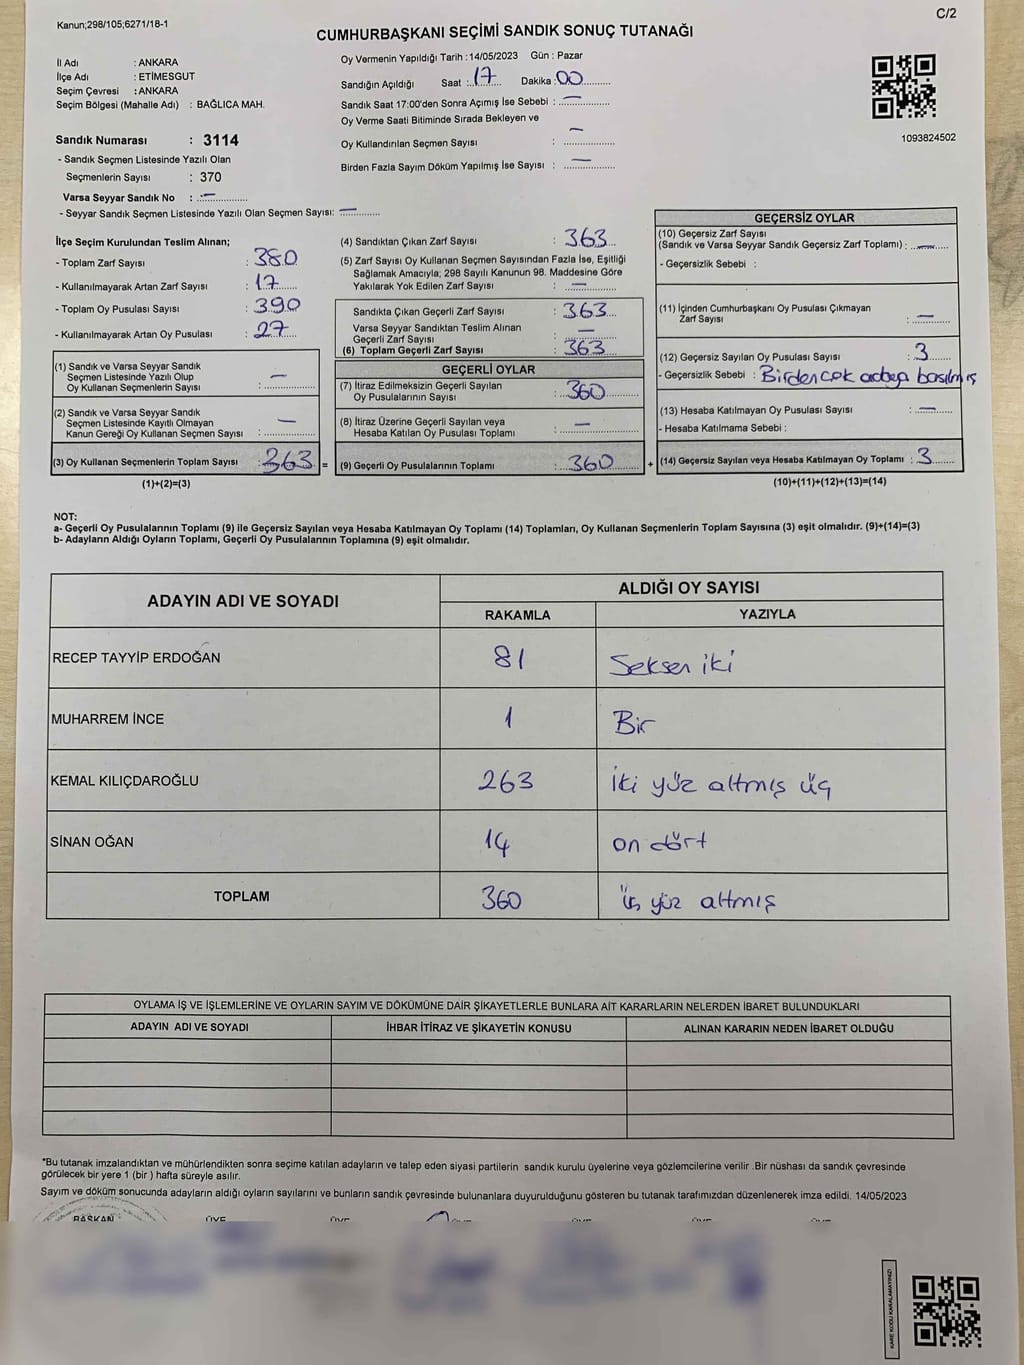 Kanun;298/105;6271/18-1
C/2
CUMHURBAŞKANI SEÇİMİ SANDIK SONUÇ TUTANAĞI
İl Adı : ANKARA
İlçe Adı : ETİMESGUT
Seçim Çevresi : ANKARA
Seçim Bölgesi (Mahalle Adı) : BAĞLICA MAH.
Sandık Numarası : 3114
- Sandık Seçmen Listesinde Yazılı Olan
Seçmenlerin Sayısı : 370
Varsa Seyyar Sandık No : —
- Seyyar Sandık Seçmen Listesinde Yazılı Olan Seçmen Sayısı: —
Oy Vermenin Yapıldığı Tarih :14/05/2023 Gün : Pazar
Sandığın Açıldığı Saat : 17 Dakika : 00
Sandık Saat 17:00'den Sonra Açımış İse Sebebi : —
Oy Verme Saati Bitiminde Sırada Bekleyen ve
Oy Kullandırılan Seçmen Sayısı : —
Birden Fazla Sayım Döküm Yapılmış İse Sayısı : —
1093824502
İlçe Seçim Kurulundan Teslim Alınan;
- Toplam Zarf Sayısı : 380
- Kullanılmayarak Artan Zarf Sayısı : 17
- Toplam Oy Pusulası Sayısı : 390
- Kullanılmayarak Artan Oy Pusulası : 27
(1) Sandık ve Varsa Seyyar Sandık
Seçmen Listesinde Yazılı Olup
Oy Kullanan Seçmenlerin Sayısı : —
(2) Sandık ve Varsa Seyyar Sandık
Seçmen Listesinde Kayıtlı Olmayan
Kanun Gereği Oy Kullanan Seçmen Sayısı : —
(3) Oy Kullanan Seçmenlerin Toplam Sayısı : 363 =
(1)+(2)=(3)
(4) Sandıktan Çıkan Zarf Sayısı : 363
(5) Zarf Sayısı Oy Kullanan Seçmen Sayısından Fazla İse, Eşitliği
Sağlamak Amacıyla; 298 Sayılı Kanunun 98. Maddesine Göre
Yakılarak Yok Edilen Zarf Sayısı : —
Sandıkta Çıkan Geçerli Zarf Sayısı : 363
Varsa Seyyar Sandıktan Teslim Alınan
Geçerli Zarf Sayısı : —
(6) Toplam Geçerli Zarf Sayısı : 363
GEÇERLİ OYLAR
(7) İtiraz Edilmeksizin Geçerli Sayılan
Oy Pusulalarının Sayısı : 360
(8) İtiraz Üzerine Geçerli Sayılan veya
Hesaba Katılan Oy Pusulası Toplamı : —
(9) Geçerli Oy Pusulalarının Toplamı : 360 +
GEÇERSİZ OYLAR
(10) Geçersiz Zarf Sayısı
(Sandık ve Varsa Seyyar Sandık Geçersiz Zarf Toplamı) : —
- Geçersizlik Sebebi :
(11) İçinden Cumhurbaşkanı Oy Pusulası Çıkmayan
Zarf Sayısı : —
(12) Geçersiz Sayılan Oy Pusulası Sayısı : 3
- Geçersizlik Sebebi : Birden çok adaya basılmış
(13) Hesaba Katılmayan Oy Pusulası Sayısı : —
- Hesaba Katılmama Sebebi :
(14) Geçersiz Sayılan veya Hesaba Katılmayan Oy Toplamı : 3
(10)+(11)+(12)+(13)=(14)
NOT:
a- Geçerli Oy Pusulalarının Toplamı (9) ile Geçersiz Sayılan veya Hesaba Katılmayan Oy Toplamı (14) Toplamları, Oy Kullanan Seçmenlerin Toplam Sayısına (3) eşit olmalıdır. (9)+(14)=(3)
b- Adayların Aldığı Oyların Toplamı, Geçerli Oy Pusulalarının Toplamına (9) eşit olmalıdır.
ADAYIN ADI VE SOYADI ALDIĞI OY SAYISI
RAKAMLA YAZIYLA
RECEP TAYYİP ERDOĞAN 81 Seksen iki
MUHARREM İNCE 1 Bir
KEMAL KILIÇDAROĞLU 263 İki yüz altmış üç
SİNAN OĞAN 14 on dört
TOPLAM 360 üç yüz altmış
OYLAMA İŞ VE İŞLEMLERİNE VE OYLARIN SAYIM VE DÖKÜMÜNE DAİR ŞİKAYETLERLE BUNLARA AİT KARARLARIN NELERDEN İBARET BULUNDUKLARI
ADAYIN ADI VE SOYADI İHBAR İTİRAZ VE ŞİKAYETİN KONUSU ALINAN KARARIN NEDEN İBARET OLDUĞU
*Bu tutanak imzalandıktan ve mühürlendikten sonra seçime katılan adayların ve talep eden siyasi partilerin sandık kurulu üyelerine veya gözlemcilerine verilir .Bir nüshası da sandık çevresinde
görülecek bir yere 1 (bir ) hafta süreyle asılır.
Sayım ve döküm sonucunda adayların aldığı oyların sayılarını ve bunların sandık çevresinde bulunanlara duyurulduğunu gösteren bu tutanak tarafımızdan düzenlenerek imza edildi. 14/05/2023
BAŞKAN ÜYE ÜYE ÜYE ÜYE ÜYE ÜYE
KARE KODU KARALAMAYINIZ!